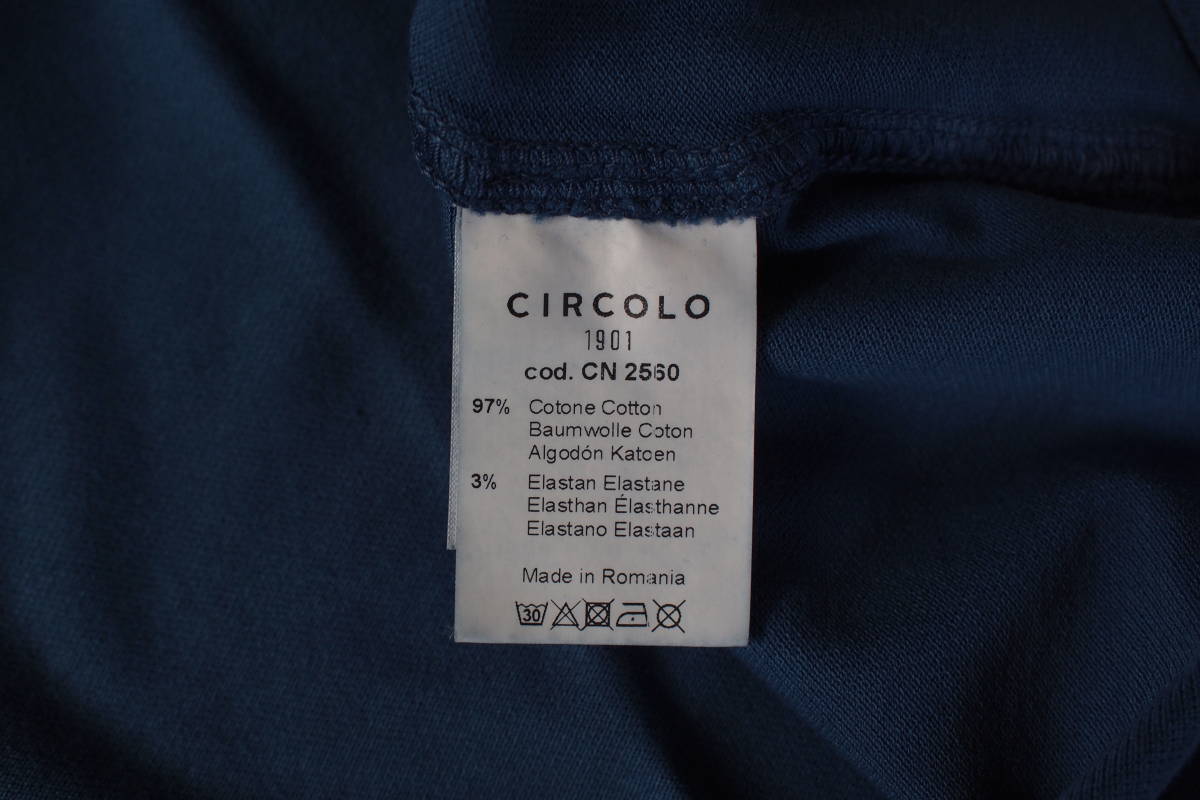 CIRCOLO
1901
cod. CN 2560
97% Cotone Cotton
Baumwolle Coton
Algodón Katoen
3% Elastan Elastane
Elasthan Élasthanne
Elastano Elastaan
Made in Romania
30